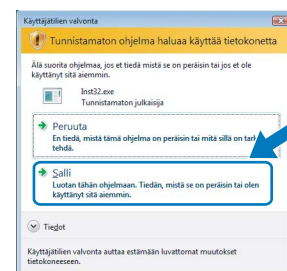 Käyttäjätilien valvonta
Tunnistamaton ohjelma haluaa käyttää tietokonetta
Älä suorita ohjelmaa, jos et tiedä mistä se on peräisin tai jos et ole
käyttänyt sitä aiemmin.
Inst32.exe
Tunnistamaton julkaisija
Peruuta
En tiedä, mistä tämä ohjelma on peräisin tai mitä sillä on
tehdä.
Salli
Luotan tähän ohjelmaan. Tiedän, mistä se on peräisin tai olen
käyttänyt sitä aiemmin.
Tiedot
Käyttäjätilien valvonta auttaa estämään luvattomat muutokset
tietokoneeseen.